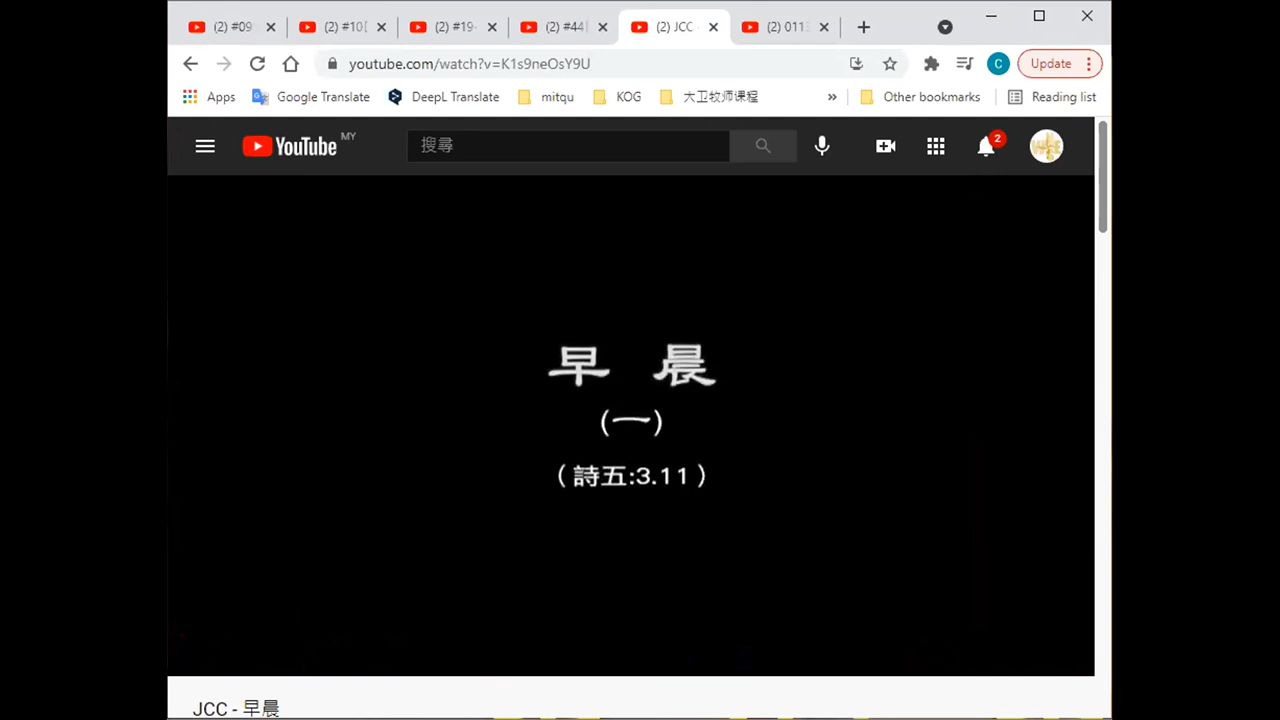 (2) #09
(2) #10[
(2) #19-
(2) #44[
(2) JCC
(2) 011:
youtube.com/watch?v=K1s9neOsY9U
C
Update
Apps
Google Translate
DeepL Translate
mitqu
KOG
大卫牧师课程
»
Other bookmarks
Reading list
YouTube MY
搜尋
2
早晨
(一)
（詩五:3.11）
JCC - 早晨